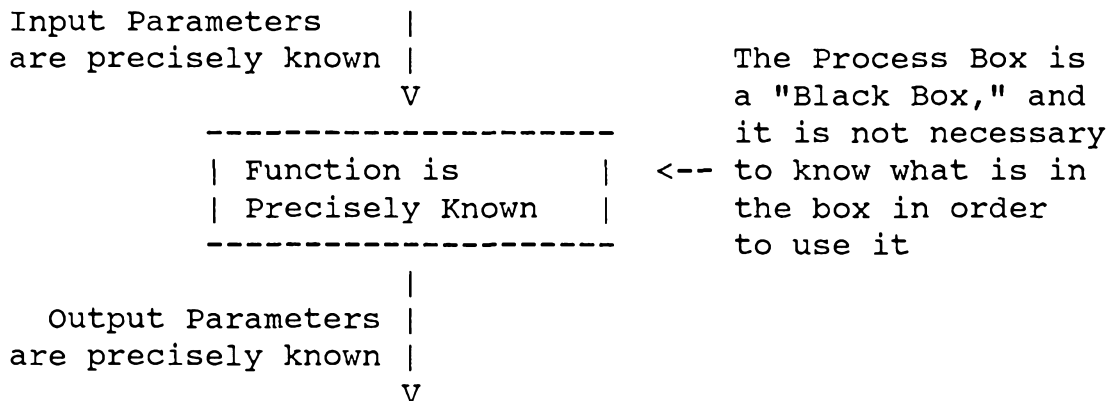 Input Parameters
are precisely known
The Process Box is
a "Black Box," and
it is not necessary
to know what is in
the box in order
to use it
Function is
Precisely Known
<--
Output Parameters
are precisely known